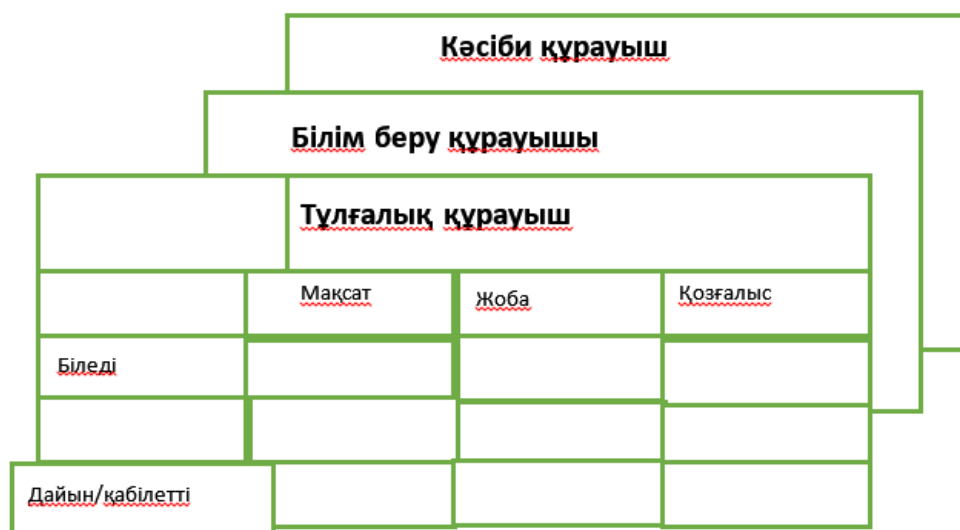 Кәсіби құрауыш
Білім беру құрауышы
Тұлғалық құрауыш
Мақсат
Жоба
Қозғалыс
Біледі
Дайын/қабілетті